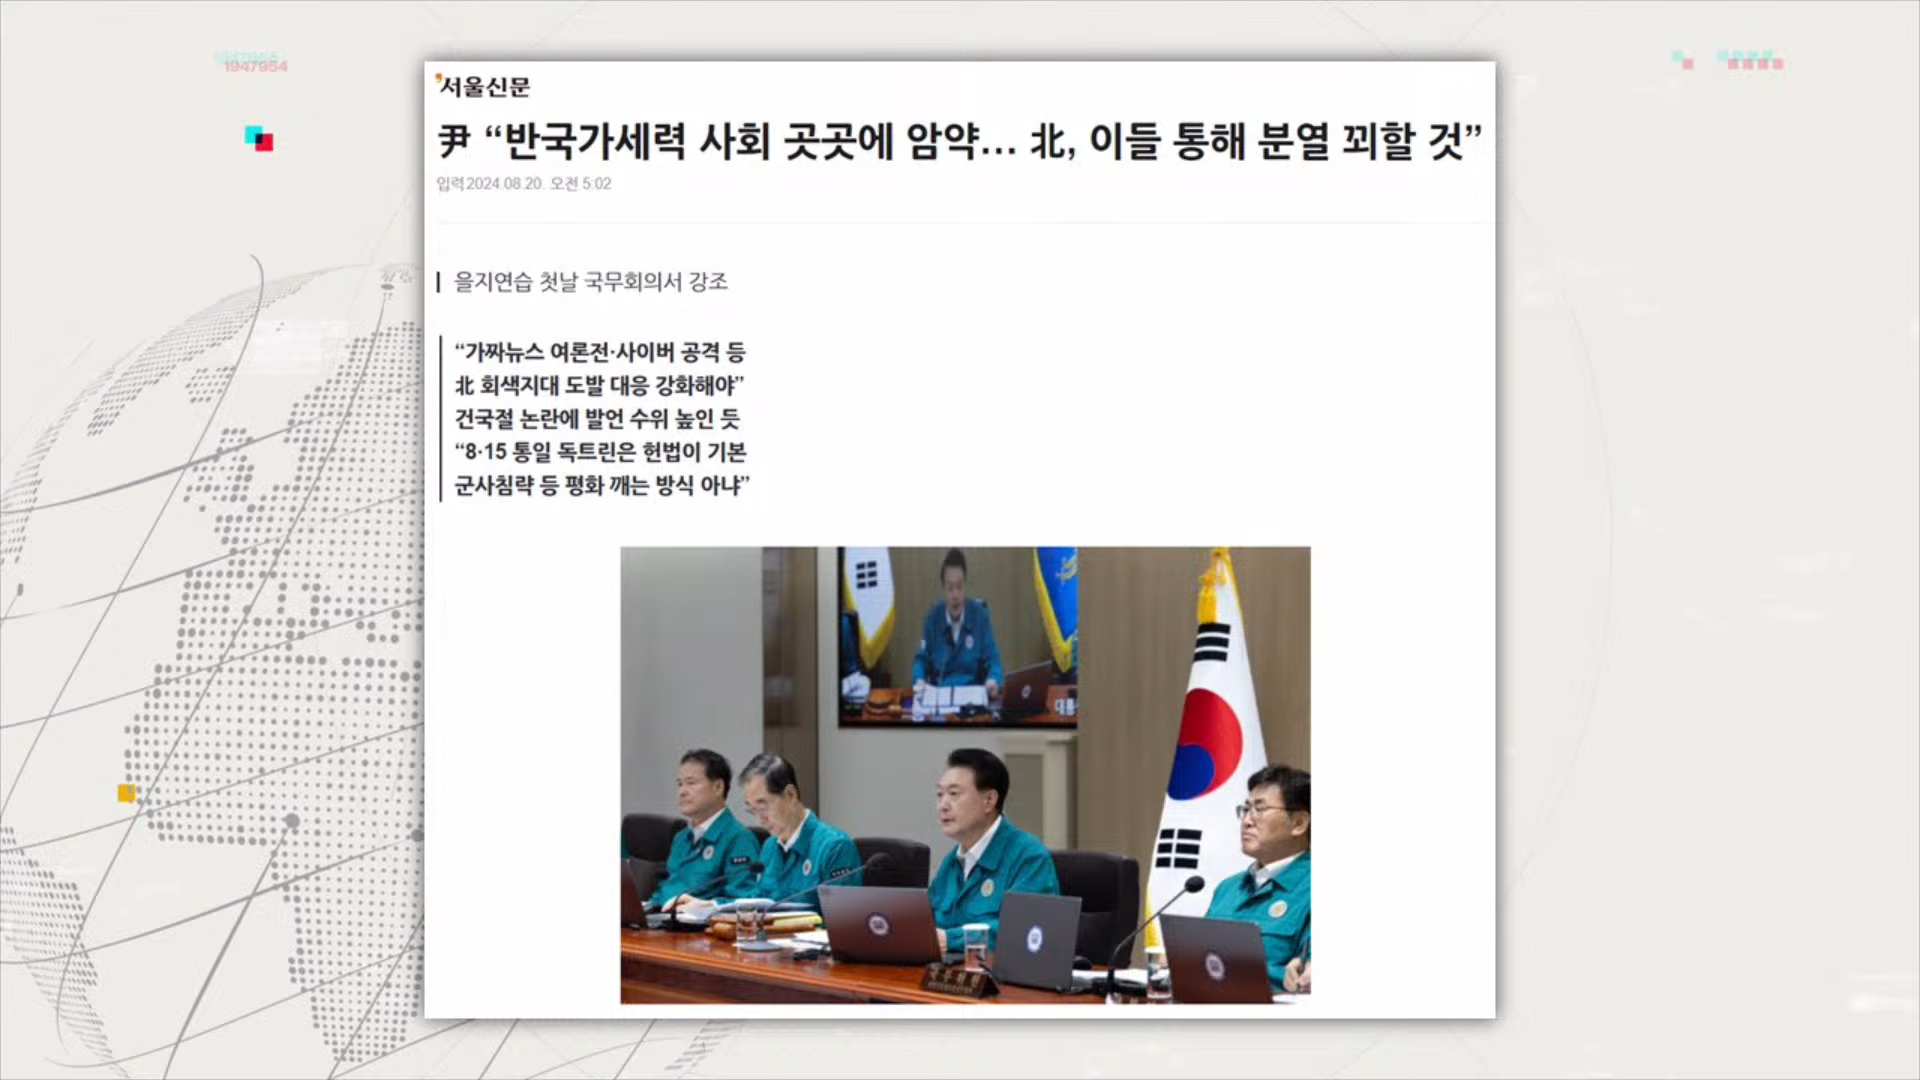 1947954
서울신문
尹 “반국가세력 사회 곳곳에 암약... 北, 이들 통해 분열 꾀할 것”
입력2024.08.20. 오전 5:02
을지연습 첫날 국무회의서 강조
“가짜뉴스 여론전·사이버 공격 등
北 회색지대 도발 대응 강화해야”
건국절 논란에 발언 수위 높인 듯
“8·15 통일 독트린은 헌법이 기본
군사침략 등 평화 깨는 방식 아냐”